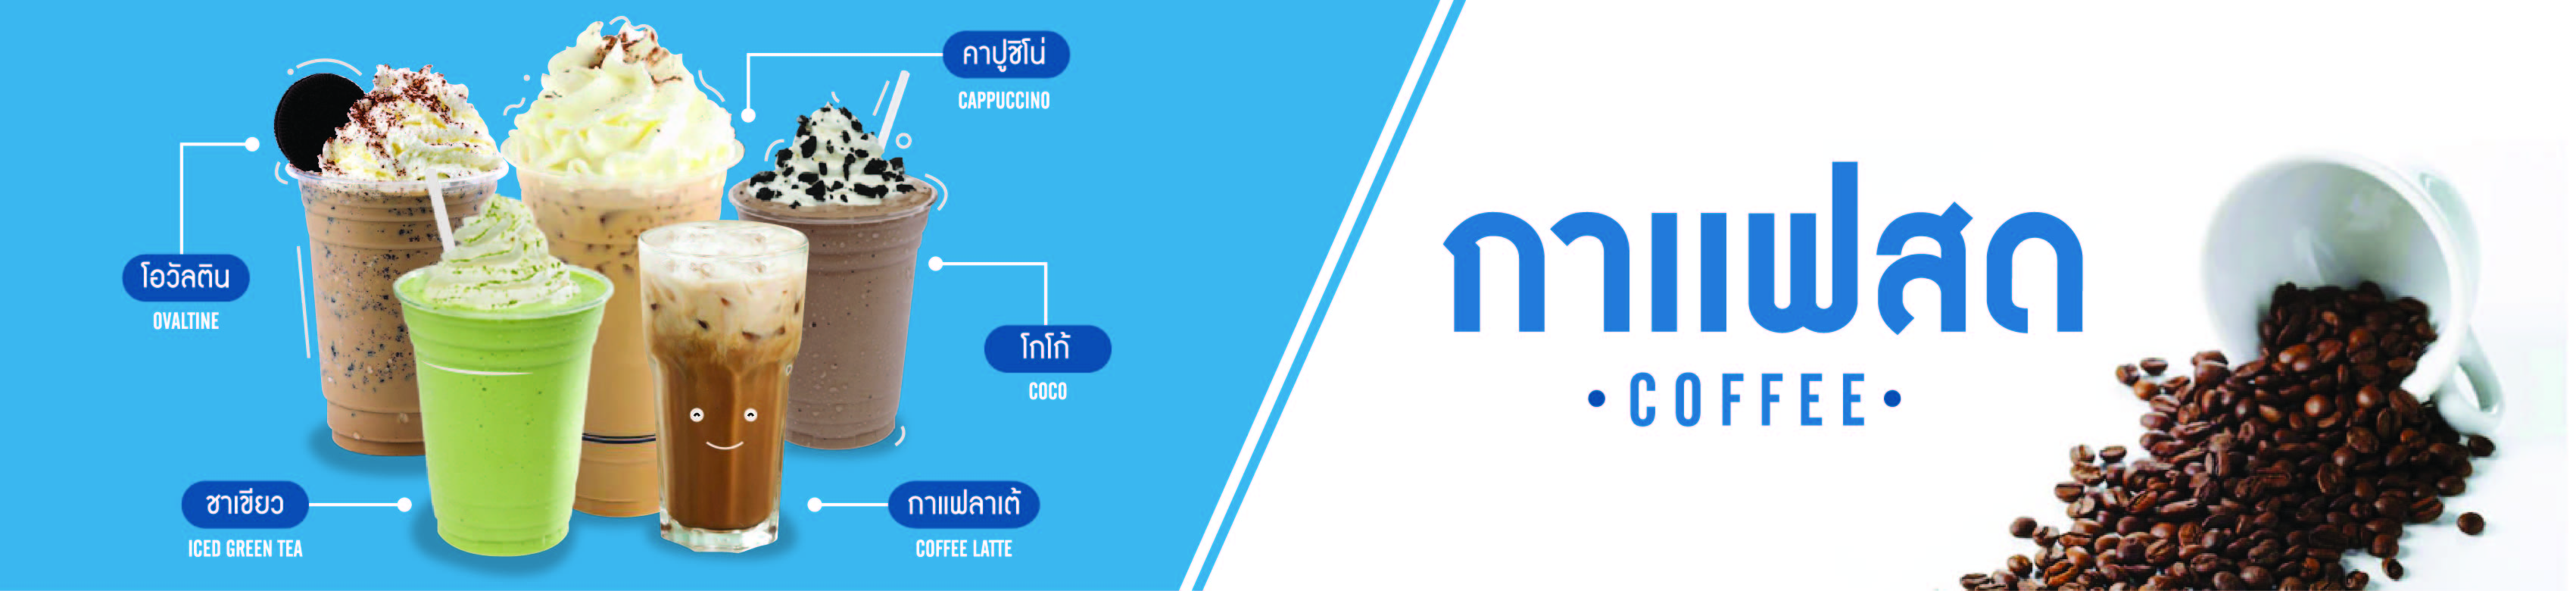 คาปูชิโน่
CAPPUCCINO
โอวัลติน
OVALTINE
โกโก้
COCO
ชาเขียว
ICED GREEN TEA
กาแฟลาเต้
COFFEE LATTE
กาแฟสด
• COFFEE •